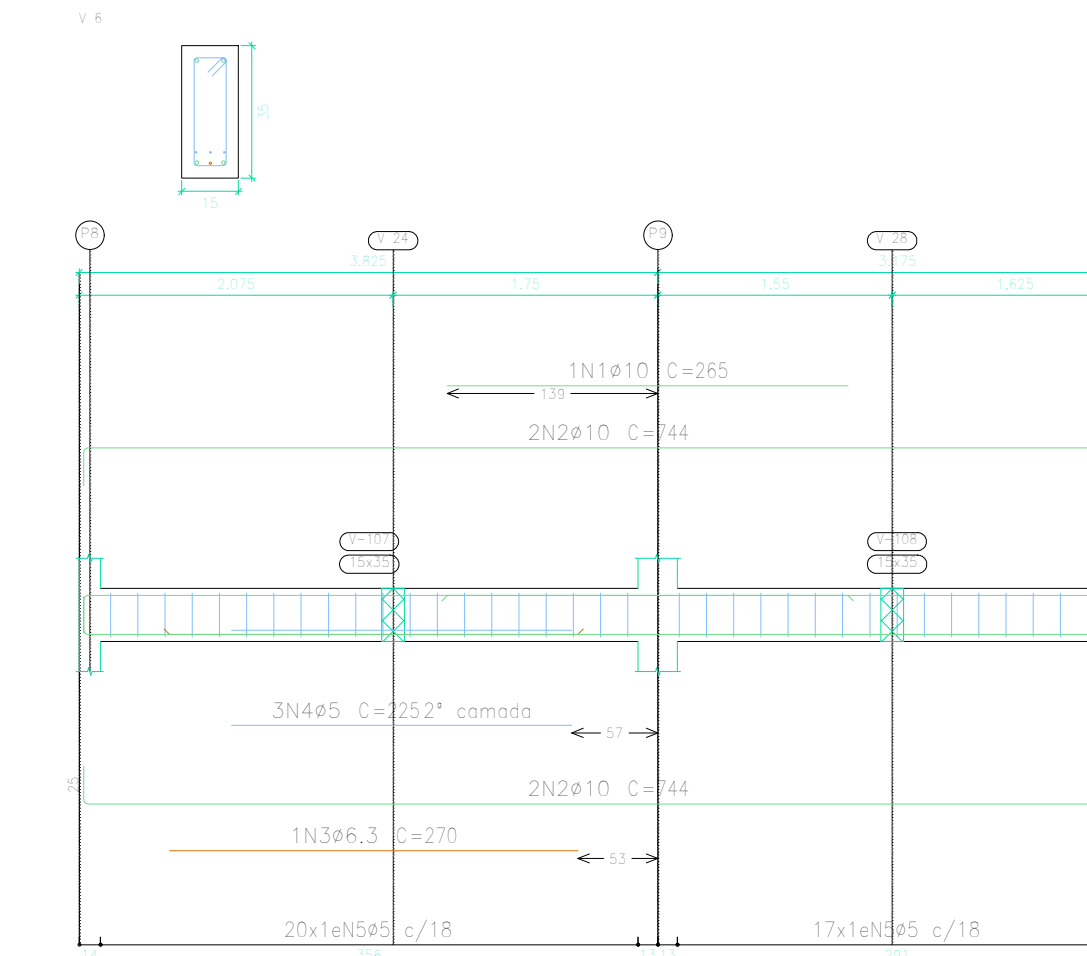 V 6
35
15
P8
V 24
P9
V 28
3.825
3.175
2.075
1.75
1.55
1.625
1N1ø10 C=265
139
2N2ø10 C=744
V-107
V-108
15x35
15x35
3N4ø5 C=2252ª camada
57
25
2N2ø10 C=744
1N3ø6.3 C=270
53
20x1eN5ø5 c/18
17x1eN5ø5 c/18
14
356
13
13
291